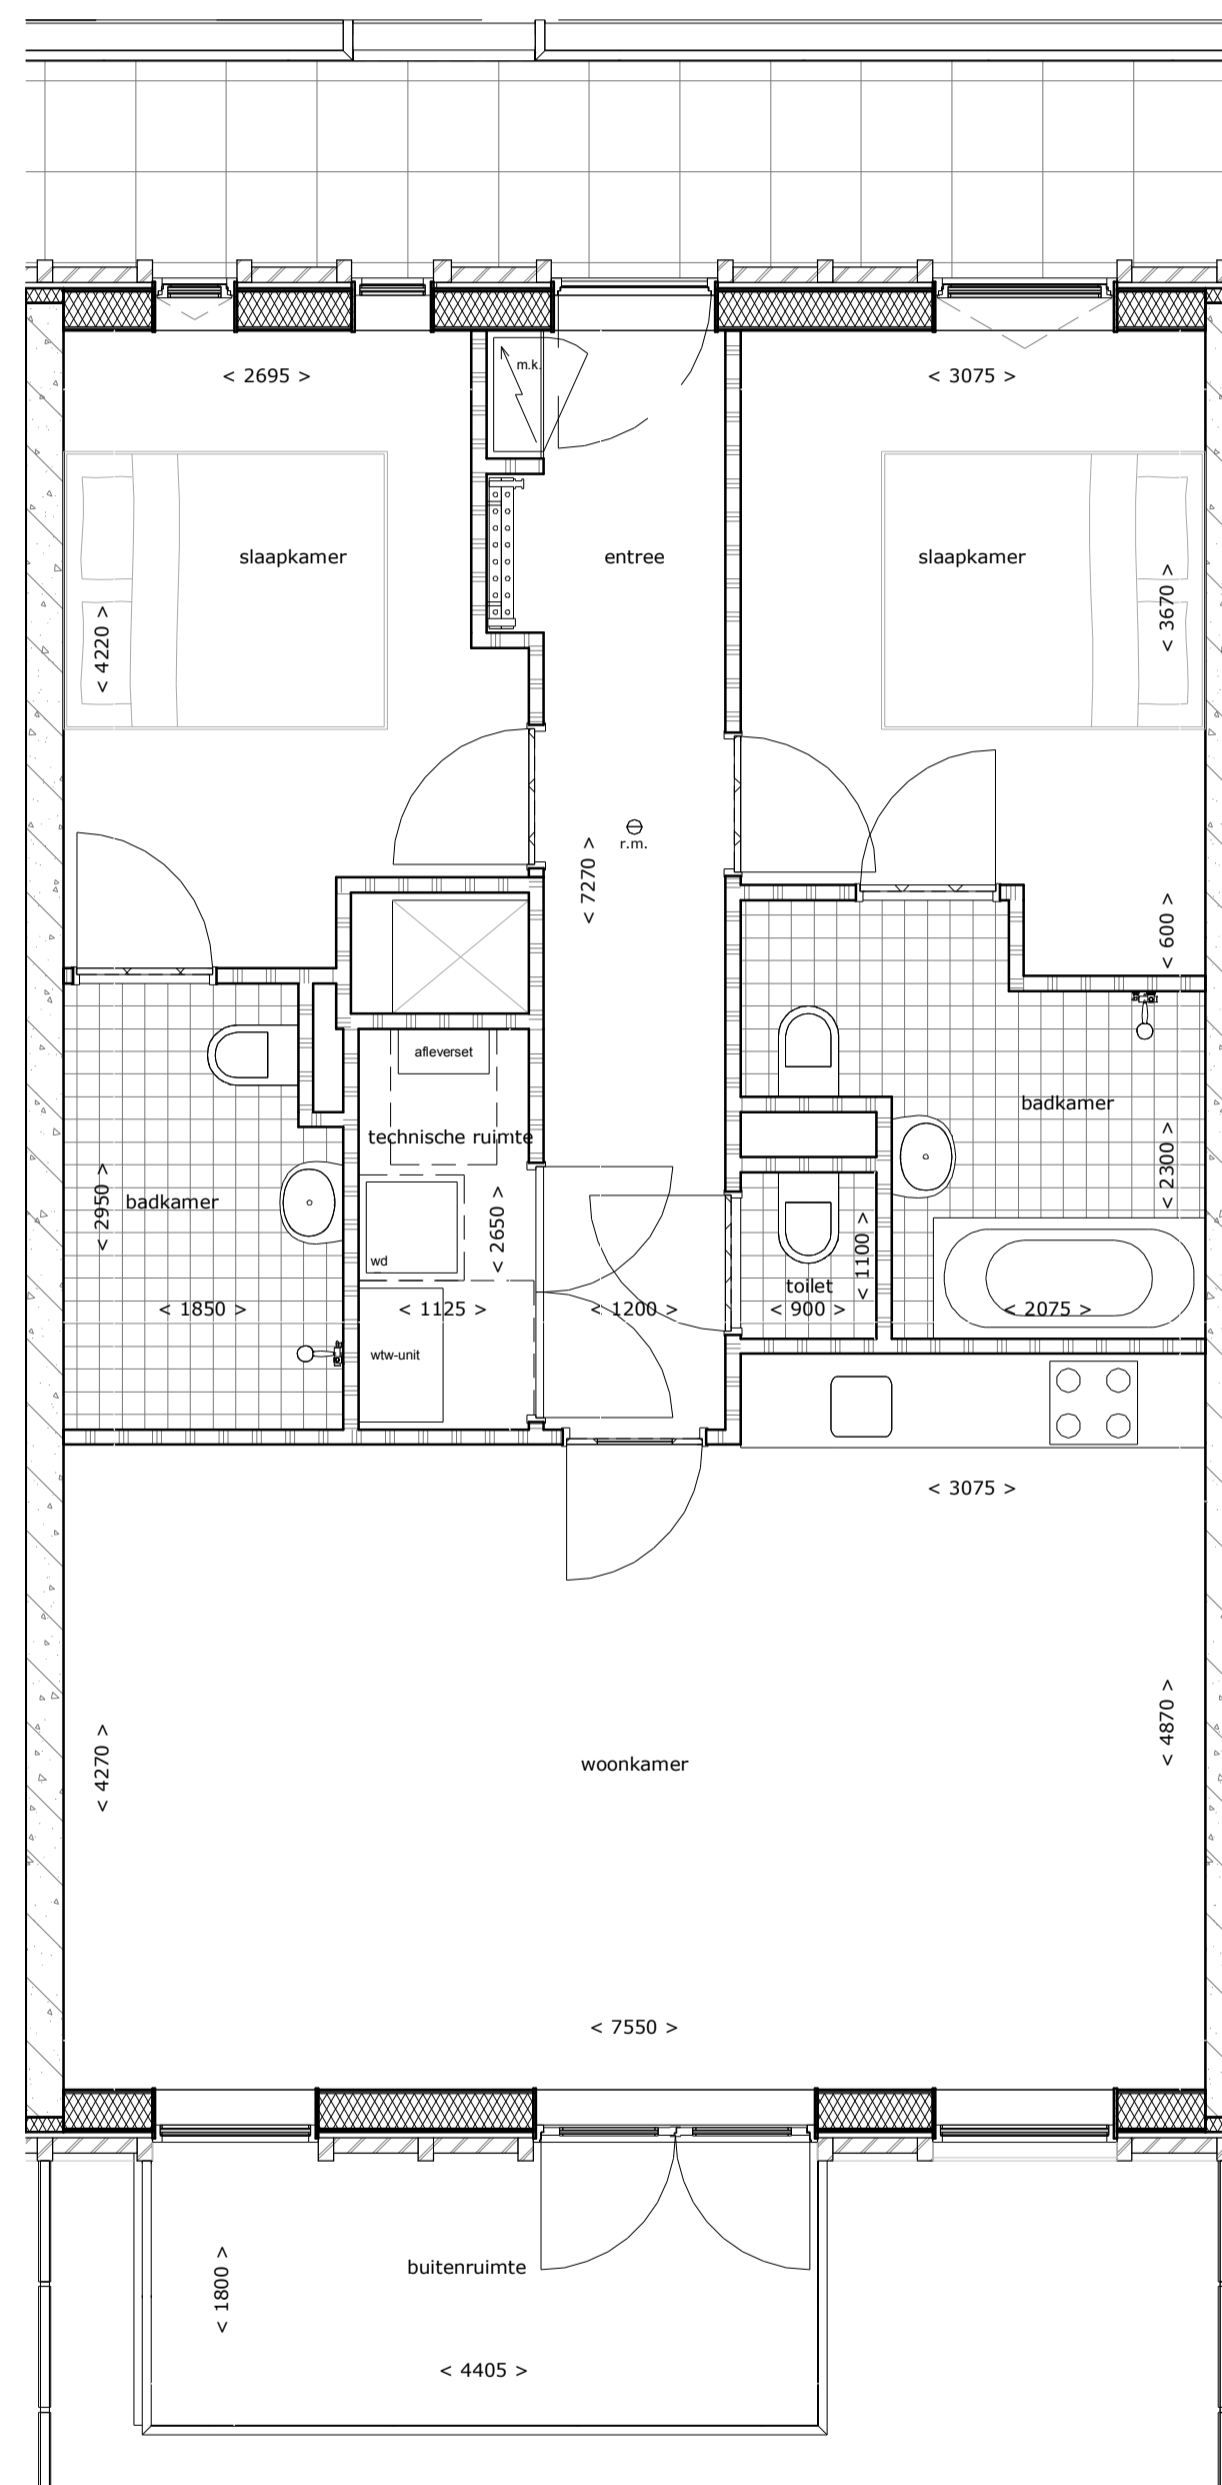 < 2695 >
m.k.
< 3075 >
slaapkamer
entree
slaapkamer
< 4220 >
< 3670 >
r.m.
< 7270 >
< 600 >
afleverset
technische ruimte
badkamer
< 2950 >
badkamer
< 2650 >
< 2300 >
wd
< 1100 >
toilet
< 1850 >
< 1125 >
< 1200 >
< 900 >
< 2075 >
wtw-unit
< 3075 >
< 4270 >
woonkamer
< 4870 >
< 7550 >
buitenruimte
< 1800 >
< 4405 >